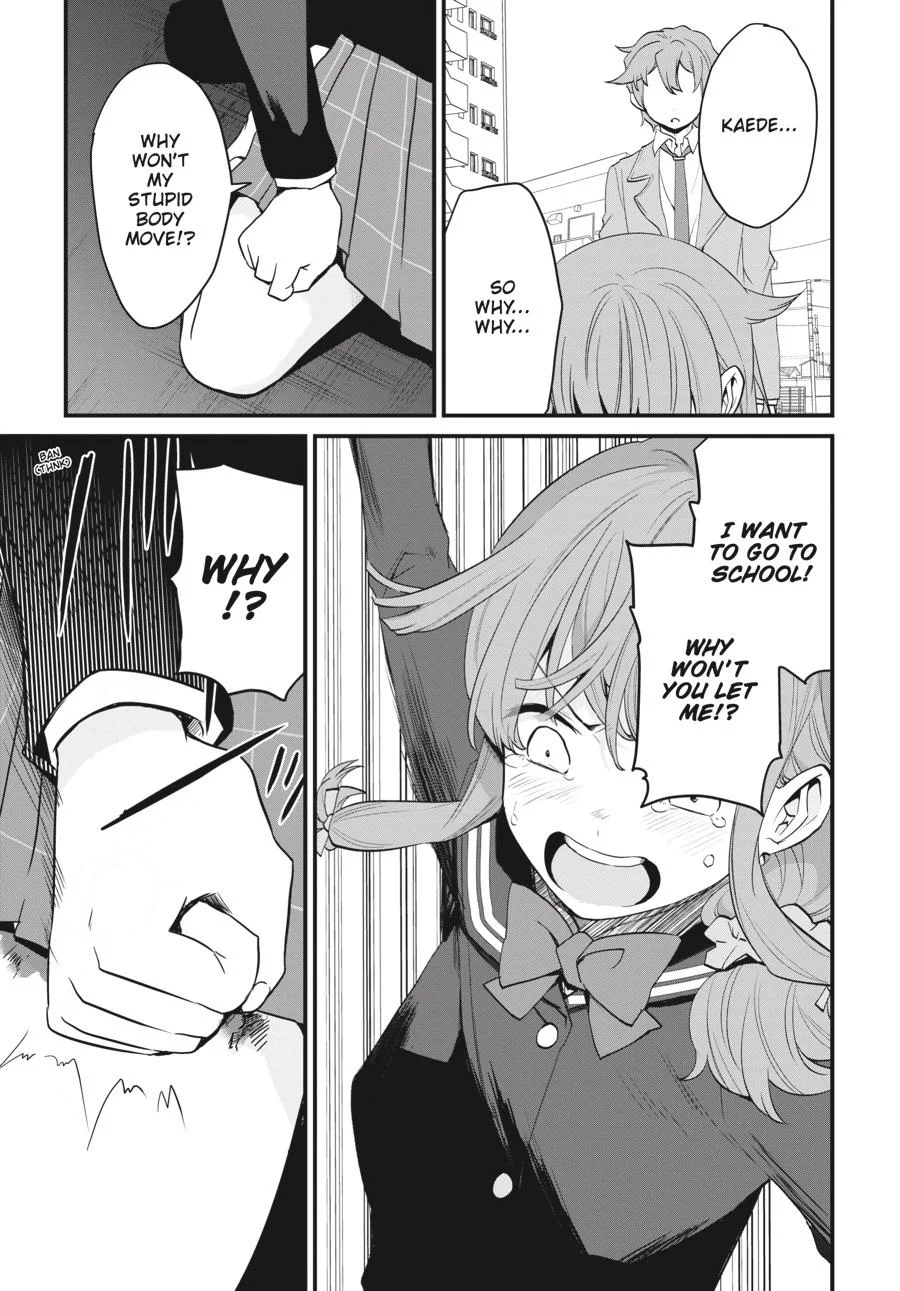 KAEDE...
SO
WHY...
WHY...
WHY
WON'T
MY
STUPID
BODY
MOVE!?
I WANT
TO GO TO
SCHOOL!
WHY
WON'T
YOU LET
ME!?
WHY
!?
BAN
(THNK)